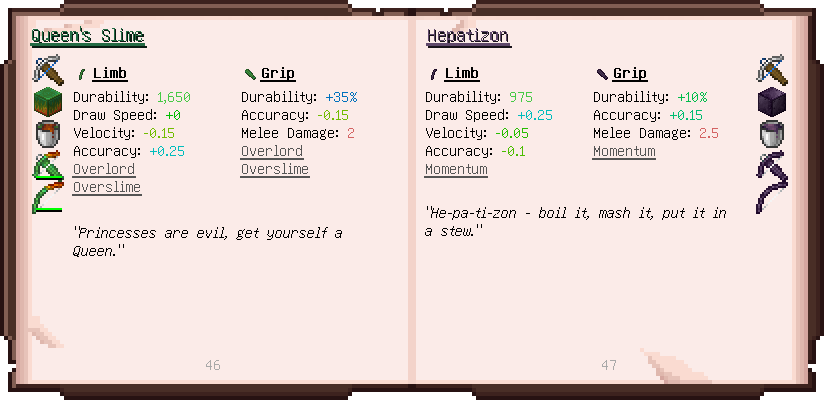 Queen's Slime
Limb
Durability: 1,650
Draw Speed: +0
Velocity: -0.15
Accuracy: +0.25
Overlord
Overslime
Grip
Durability: +35%
Accuracy: -0.15
Melee Damage: 2
Overlord
Overslime
"Princesses are evil, get yourself a
Queen."
46
Hepatizon
Limb
Durability: 975
Draw Speed: +0.25
Velocity: -0.05
Accuracy: -0.1
Momentum
Grip
Durability: +10%
Accuracy: +0.15
Melee Damage: 2.5
Momentum
"He-pa-ti-zon - boil it, mash it, put it in
a stew."
47